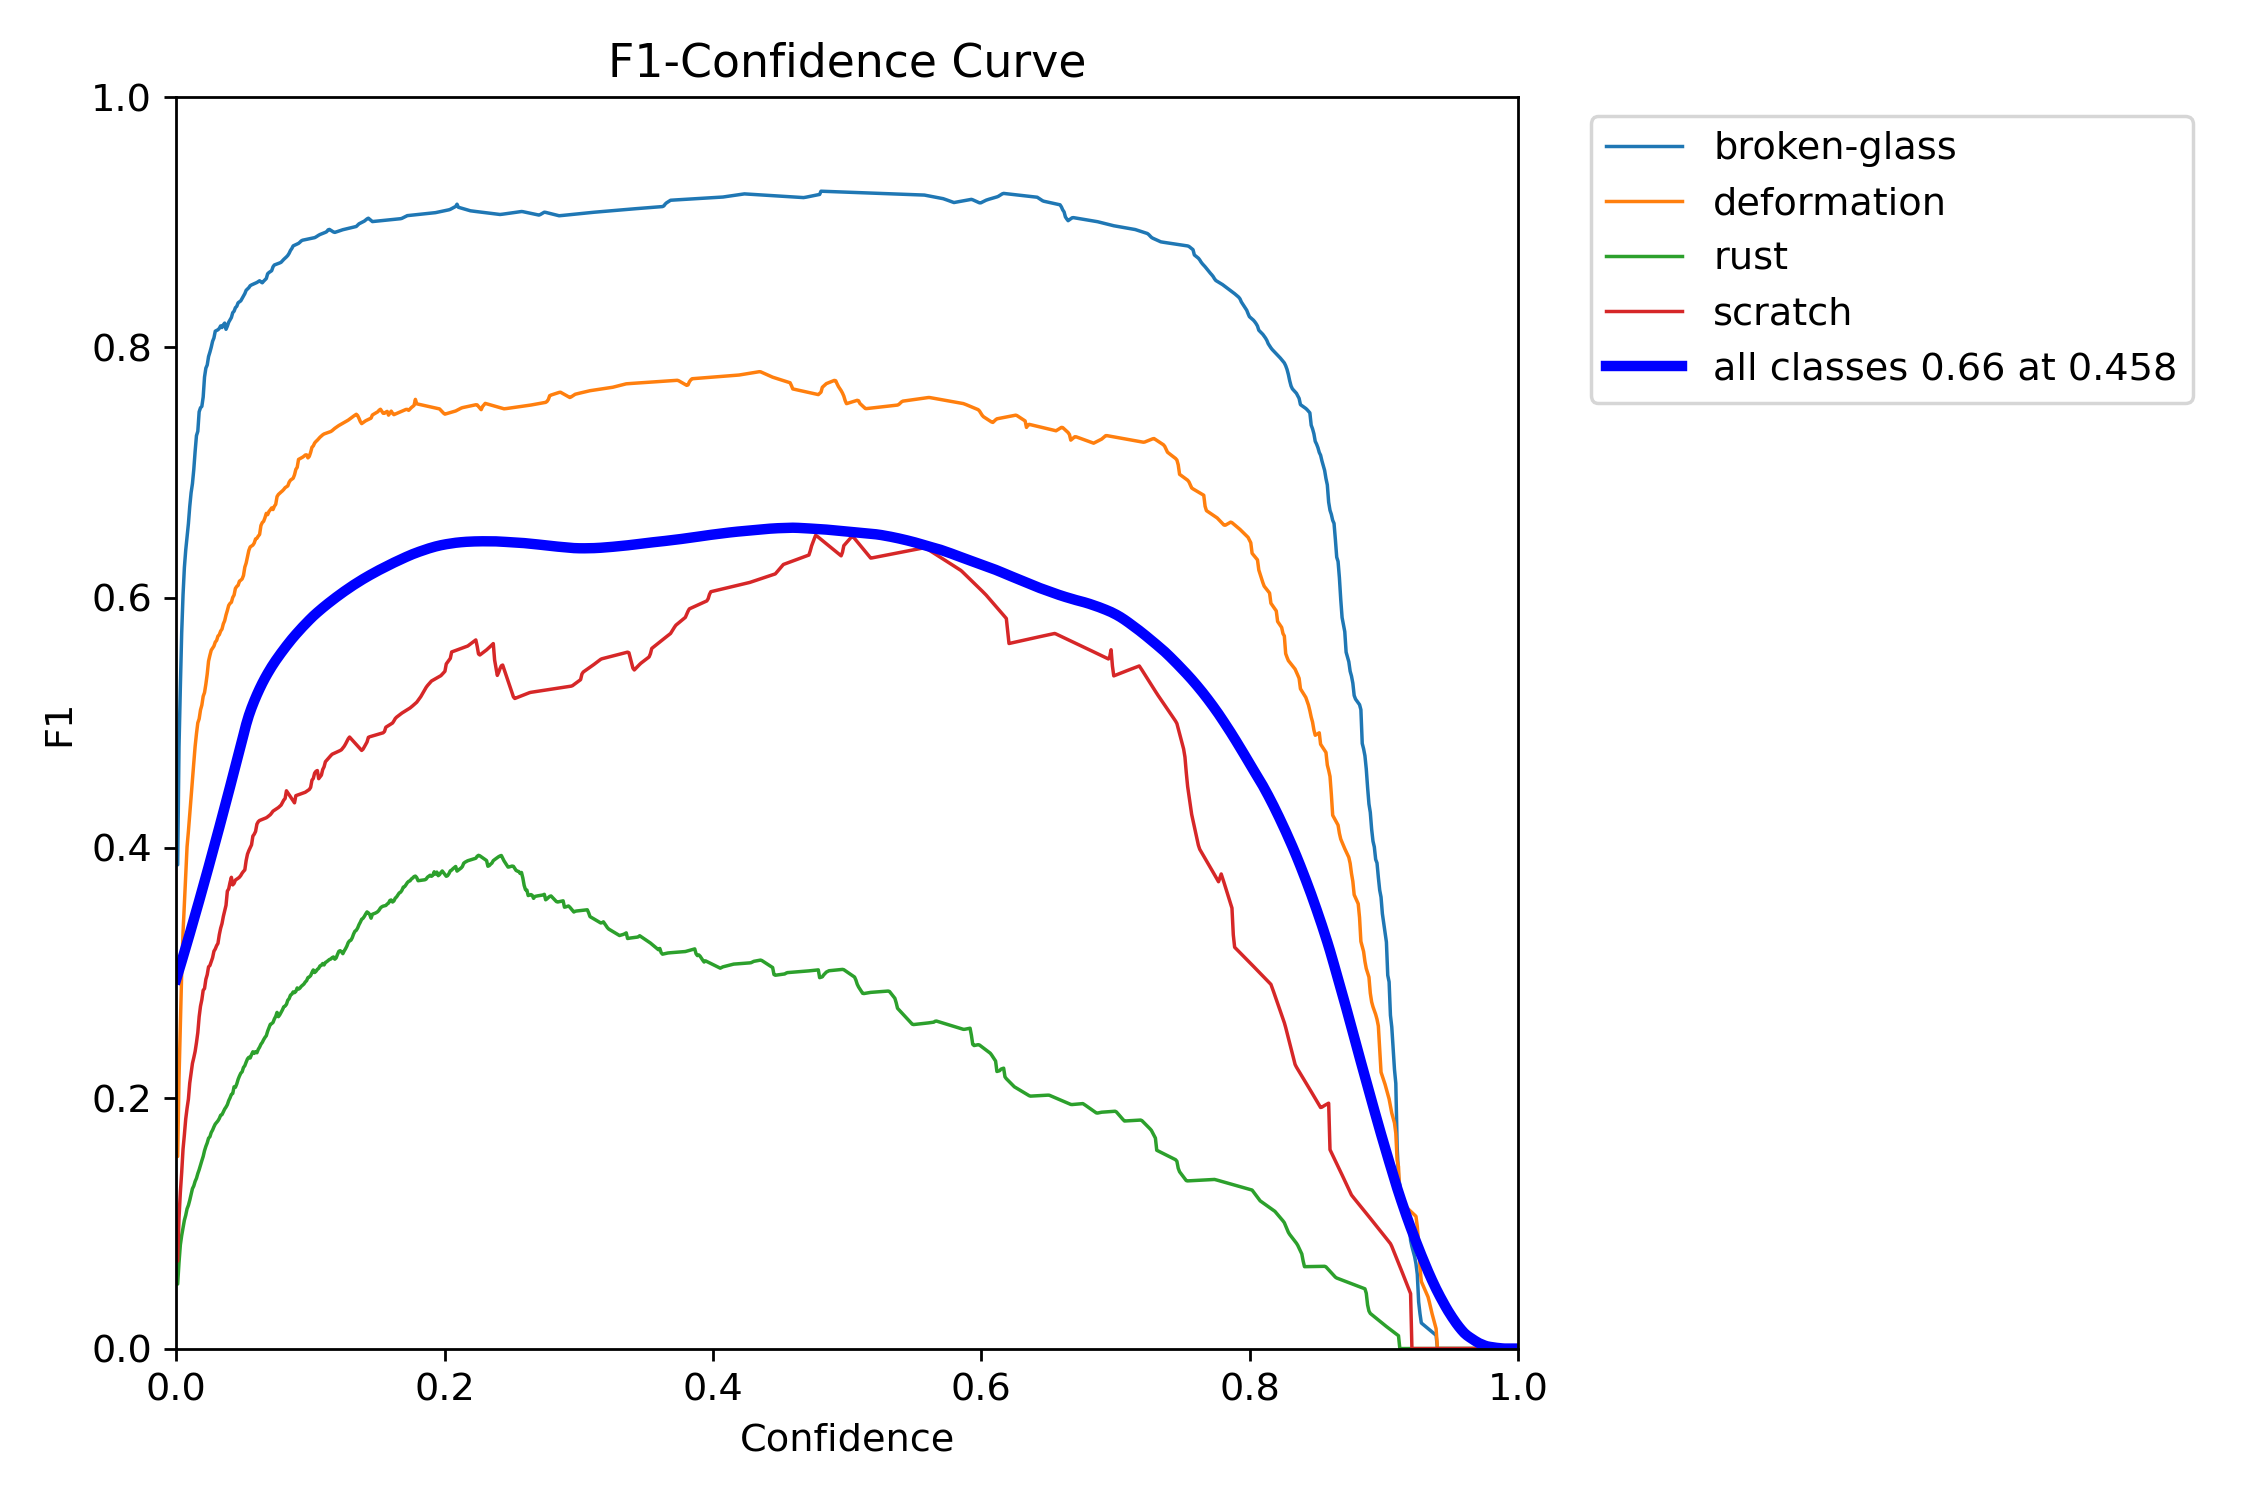 F1-Confidence Curve
1.0
0.8
0.6
0.4
0.2
0.0
F1
0.0 0.2 0.4 0.6 0.8 1.0
Confidence
broken-glass
deformation
rust
scratch
all classes 0.66 at 0.458